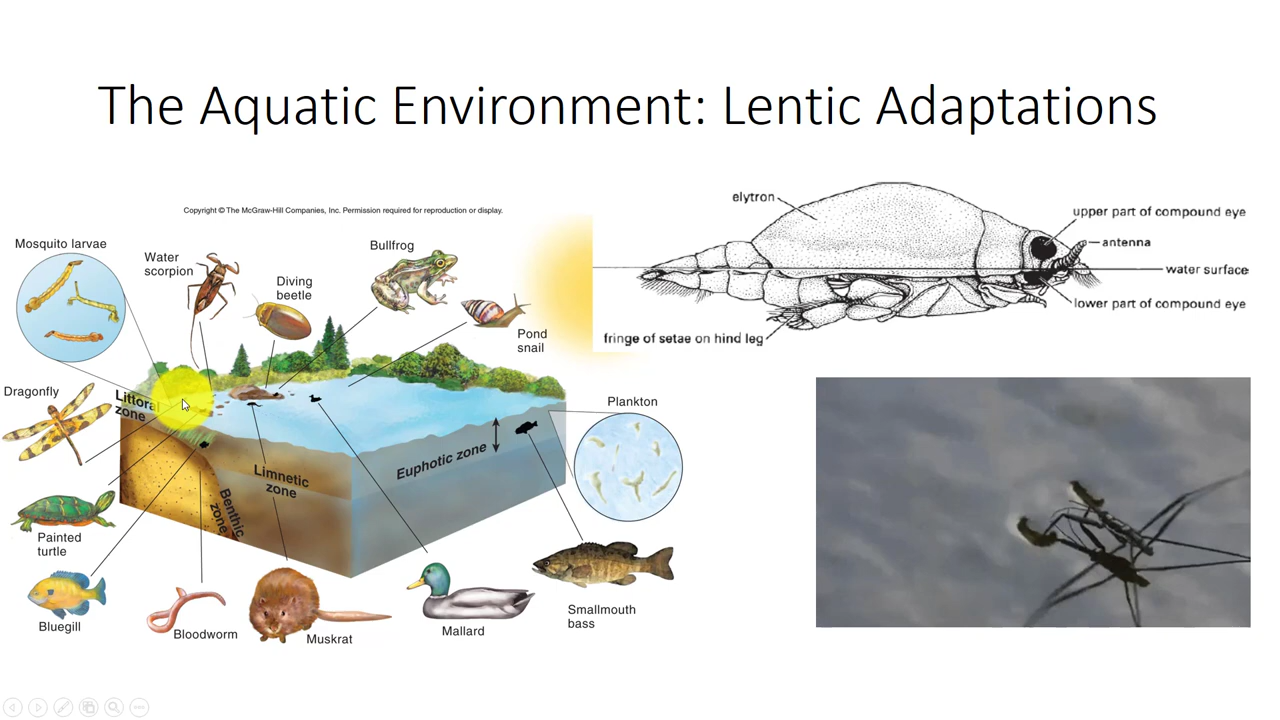 The Aquatic Environment: Lentic Adaptations
Copyright © The McGraw-Hill Companies, Inc. Permission required for reproduction or display.
Mosquito larvae
Water
scorpion
Diving
beetle
Bullfrog
Pond
snail
Dragonfly
Littoral
zone
Plankton
Euphotic zone
Limnetic
zone
Benthic
zone
Painted
turtle
Bluegill
Bloodworm
Muskrat
Mallard
Smallmouth
bass
elytron
upper part of compound eye
antenna
water surface
lower part of compound eye
fringe of setae on hind leg